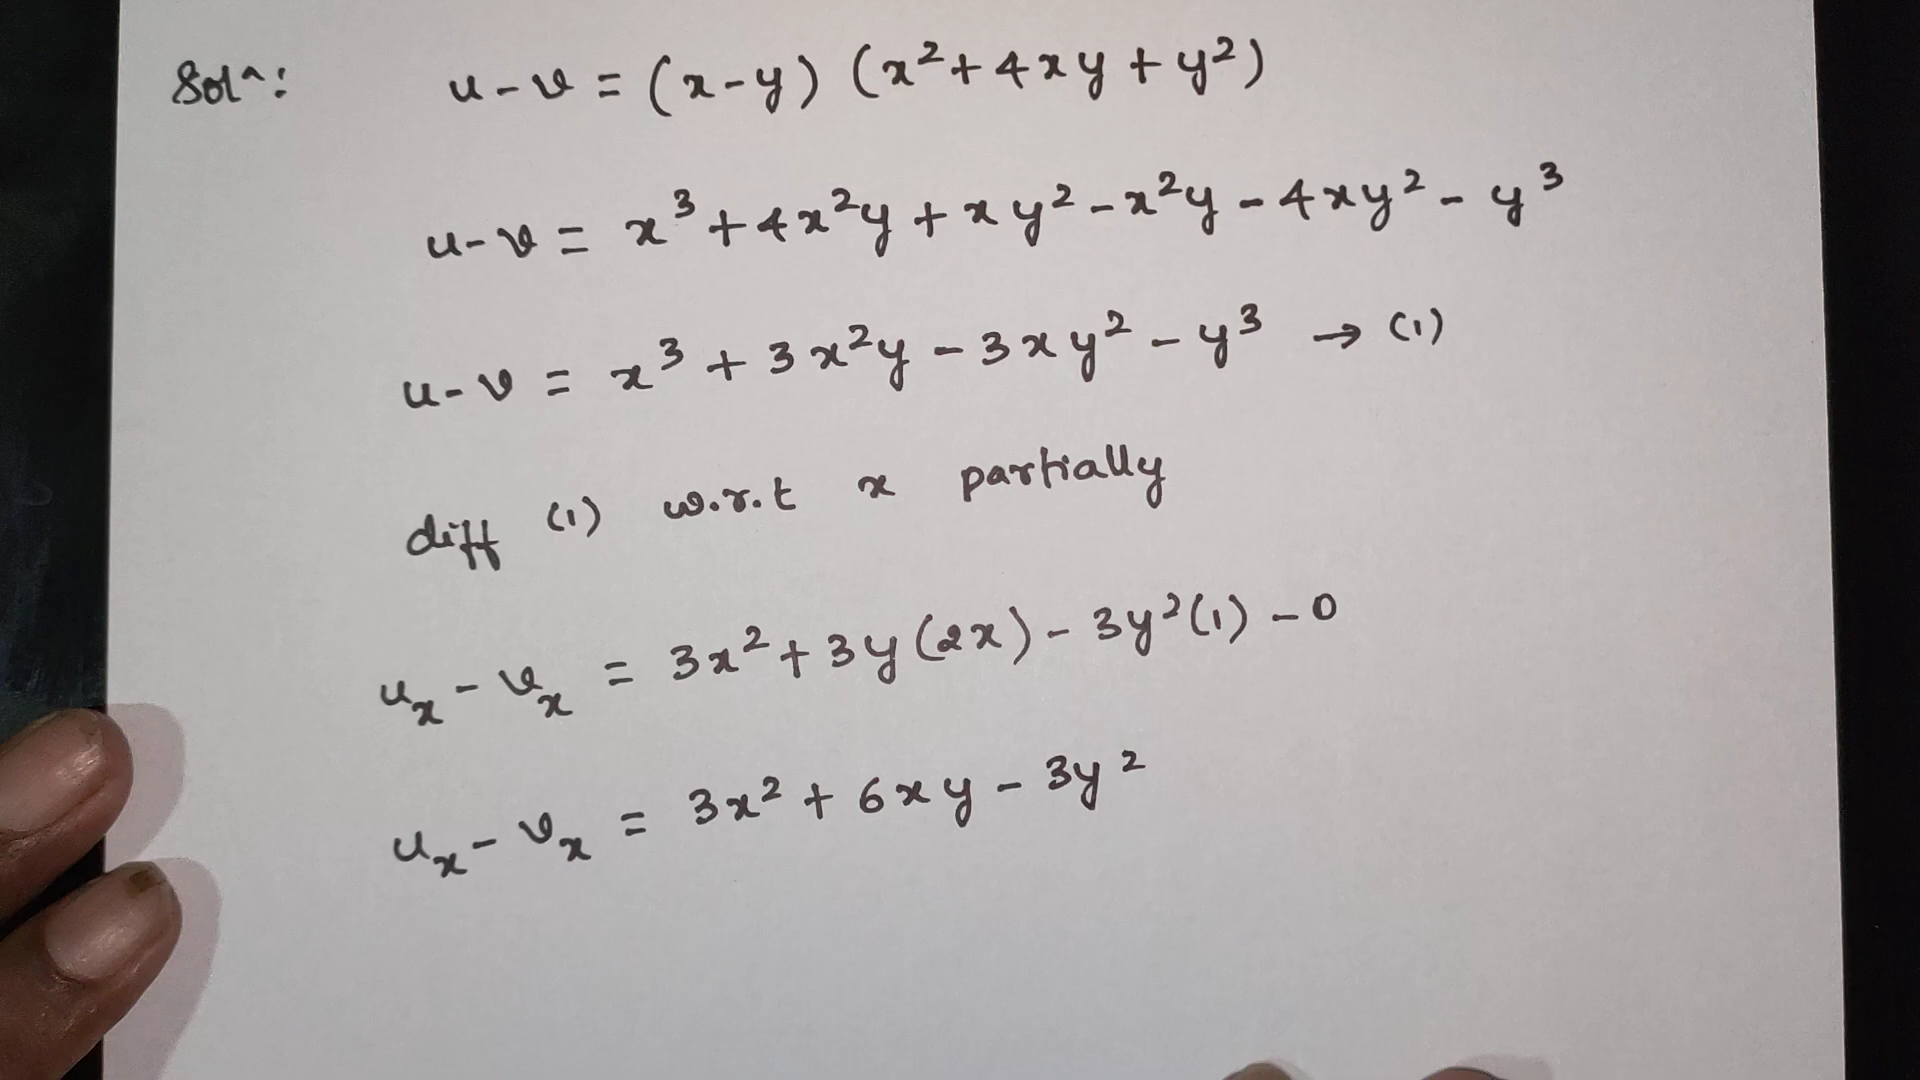 Solⁿ: u-v = (x-y) (x²+4xy+y²)
u-v = x³+4x²y+xy²-x²y-4xy²-y³
u-v = x³+3x²y-3xy²-y³ → (1)
diff (1) w.r.t x partially
uₓ-vₓ = 3x²+3y(2x)-3y²(1)-0
uₓ-vₓ = 3x²+6xy-3y²